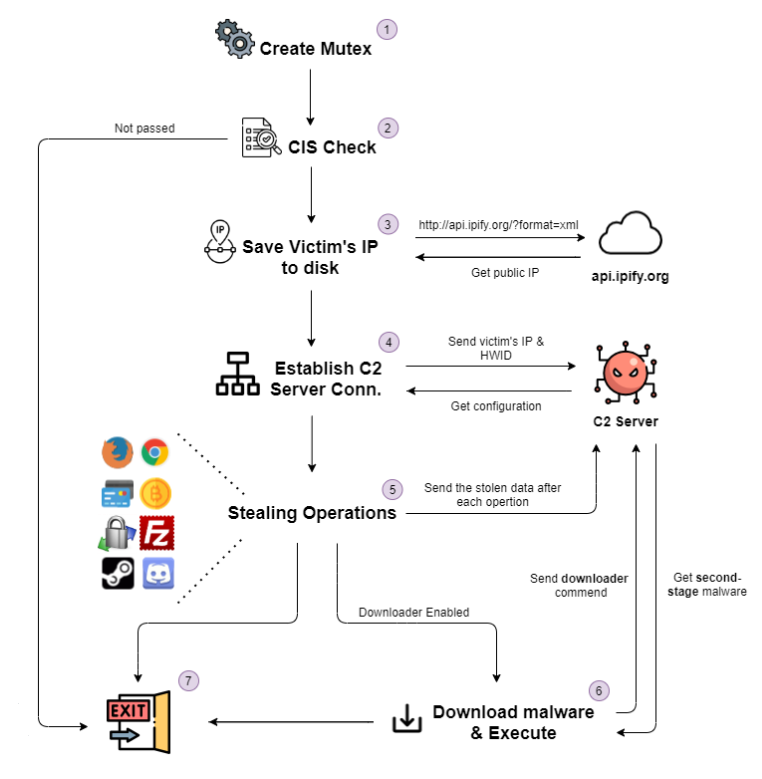 1
Create Mutex
Not passed
2
CIS Check
3
IP
Save Victim's IP
to disk
http://api.ipify.org/?format=xml
Get public IP
api.ipify.org
4
Establish C2
Server Conn.
Send victim's IP &
HWID
Get configuration
C2 Server
5
Stealing Operations
Send the stolen data after
each opertion
Fz
Send downloader
commend
Get second-
stage malware
Downloader Enabled
7
EXIT
6
Download malware
& Execute